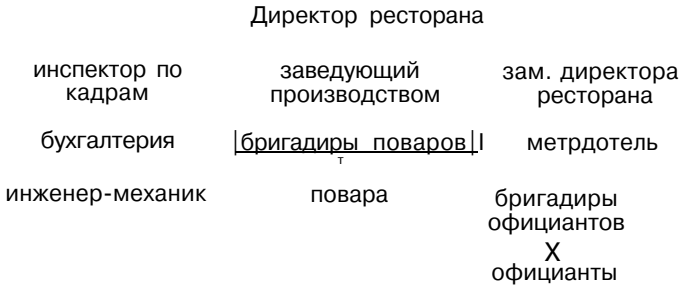 Директор ресторана
инспектор по
кадрам
заведующий
производством
зам. директора
ресторана
бухгалтерия
|бригадиры поваров|I
т
метрдотель
инженер-механик
повара
бригадиры
официантов
X
официанты